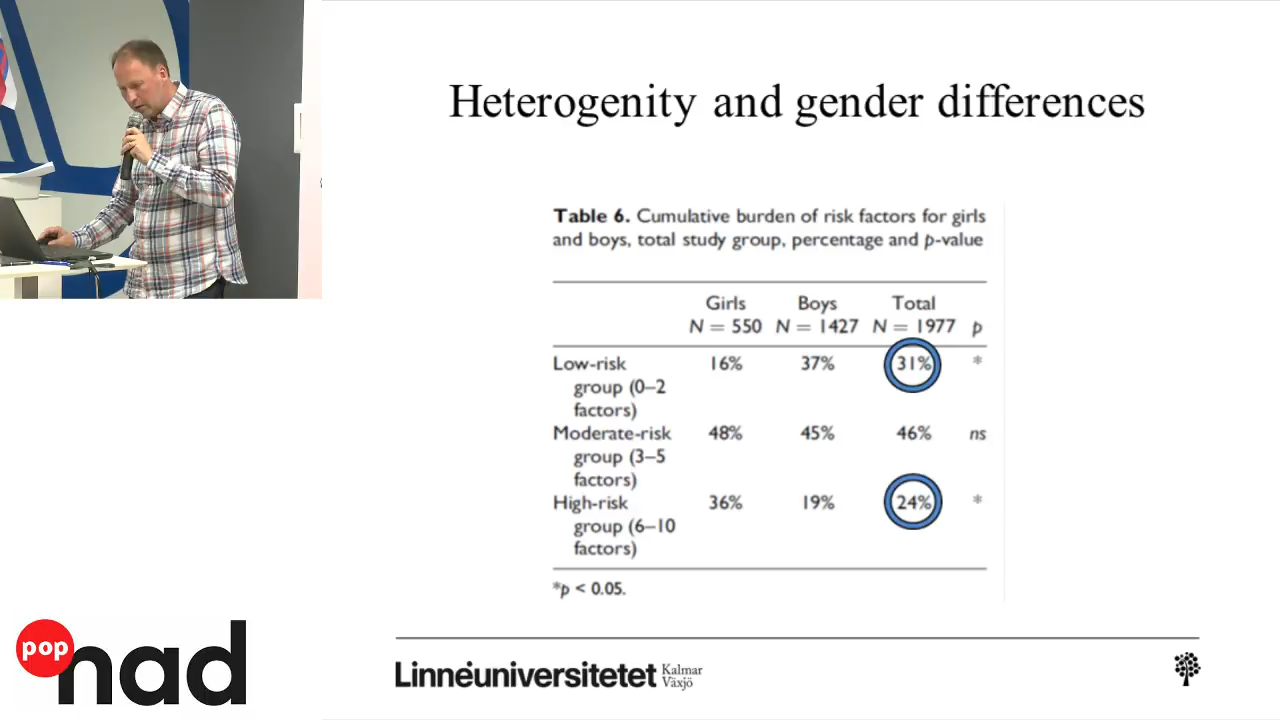 Heterogenity and gender differences
Table 6. Cumulative burden of risk factors for girls
and boys, total study group, percentage and p-value
Girls Boys Total
N = 550 N = 1427 N = 1977 p
Low-risk 16% 37% 31% *
group (0–2
factors)
Moderate-risk 48% 45% 46% ns
group (3–5
factors)
High-risk 36% 19% 24% *
group (6–10
factors)
*p < 0.05.
pop
nad
Linnéuniversitetet Kalmar
Växjö